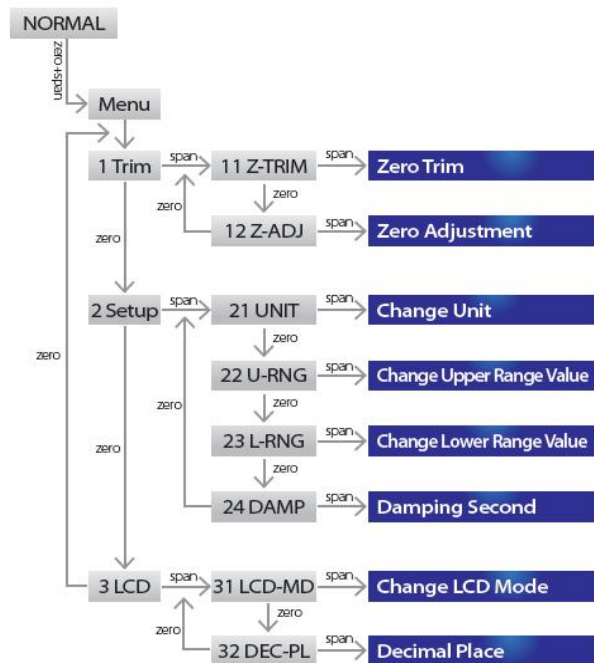 NORMAL
zero+span
Menu
1 Trim
span
11 Z-TRIM
span
Zero Trim
zero
zero
12 Z-ADJ
span
Zero Adjustment
zero
2 Setup
span
21 UNIT
span
Change Unit
zero
22 U-RNG
span
Change Upper Range Value
zero
zero
zero
23 L-RNG
span
Change Lower Range Value
zero
zero
24 DAMP
span
Damping Second
3 LCD
span
31 LCD-MD
span
Change LCD Mode
zero
zero
32 DEC-PL
span
Decimal Place